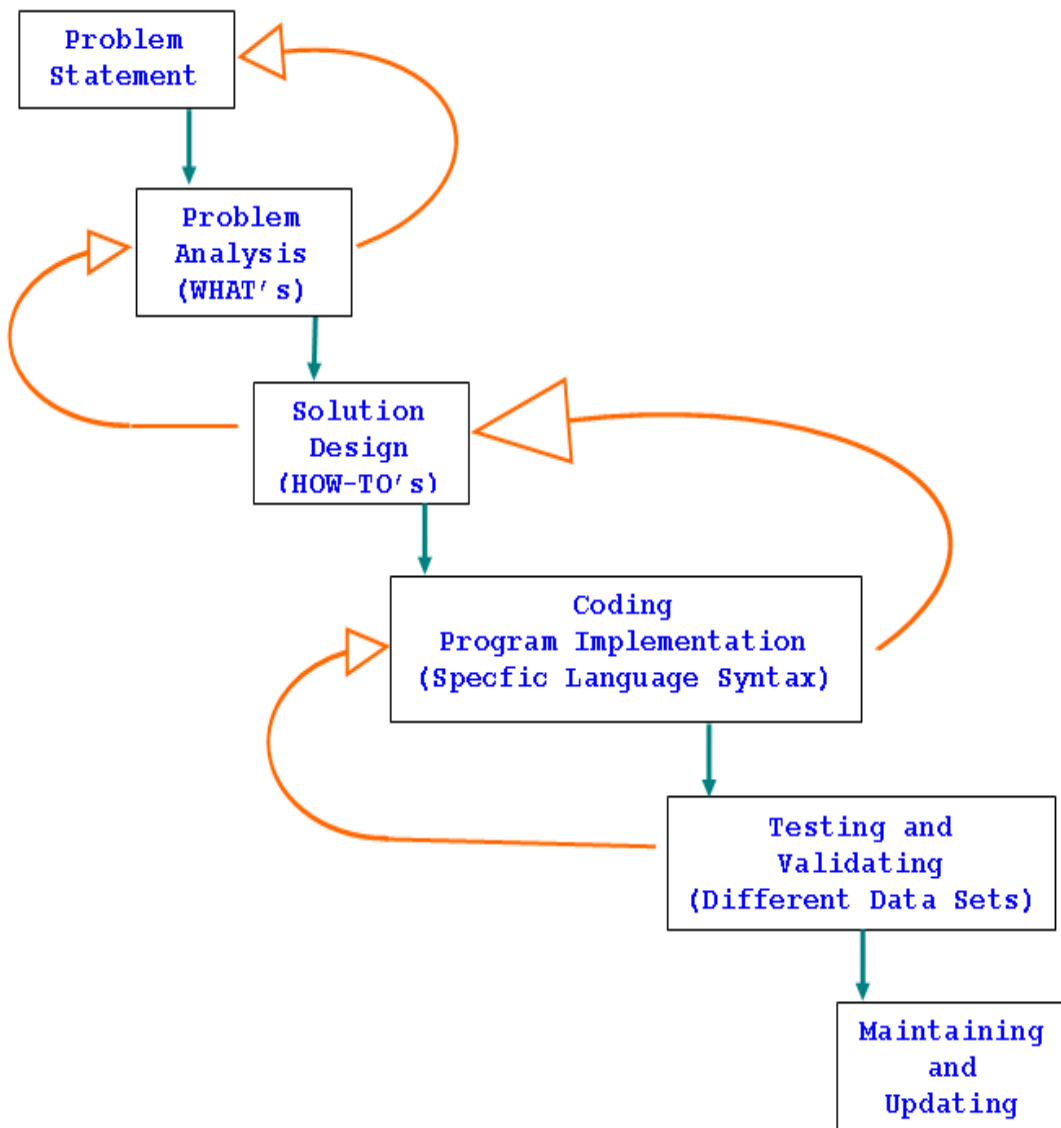 Problem
Statement
Problem
Analysis
(WHAT's)
Solution
Design
(HOW-TO's)
Coding
Program Implementation
(Specfic Language Syntax)
Testing and
Validating
(Different Data Sets)
Maintaining
and
Updating